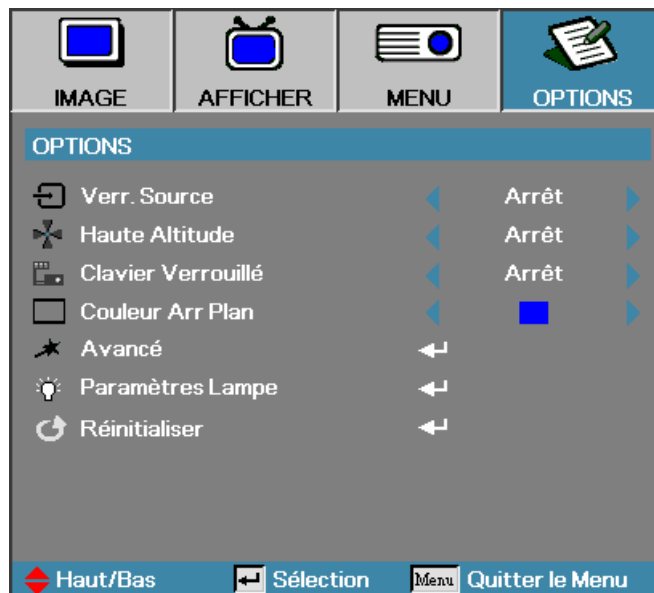 IMAGE AFFICHER MENU OPTIONS
OPTIONS
Verr. Source Arrêt
Haute Altitude Arrêt
Clavier Verrouillé Arrêt
Couleur Arr Plan
Avancé
Paramètres Lampe
Réinitialiser
Haut/Bas Sélection Menu Quitter le Menu